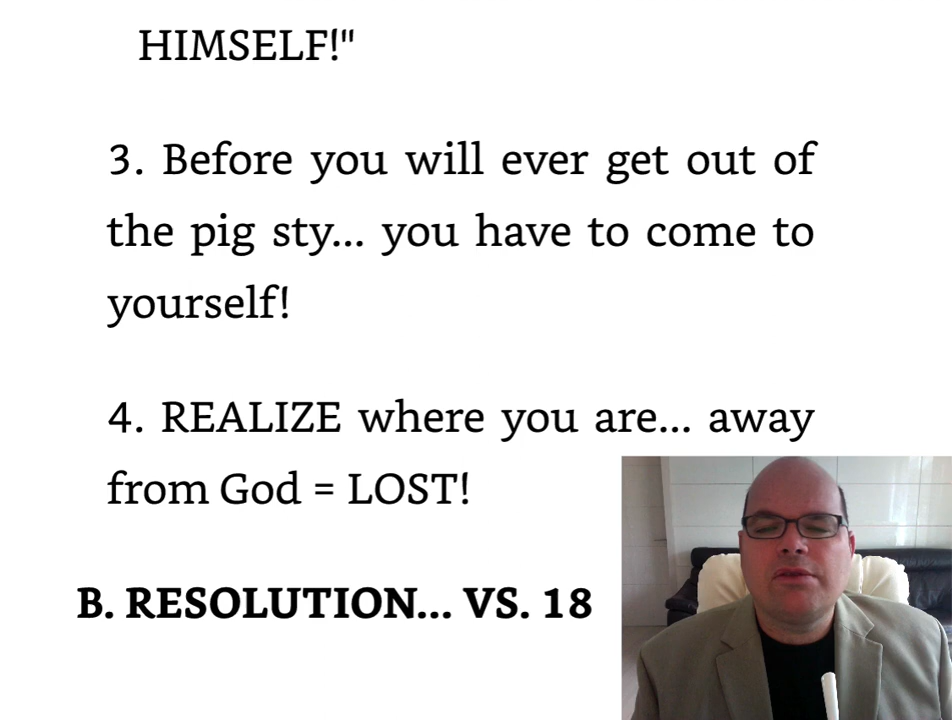 HIMSELF!"
3. Before you will ever get out of
the pig sty... you have to come to
yourself!
4. REALIZE where you are... away
from God = LOST!
B. RESOLUTION... VS. 18